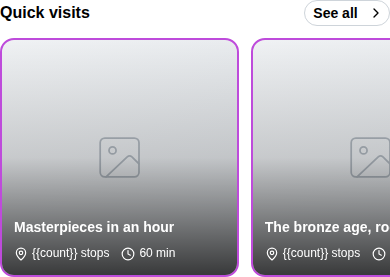 Quick visits
See all
Masterpieces in an hour
{{count}} stops 60 min
The bronze age, ro
{{count}} stops